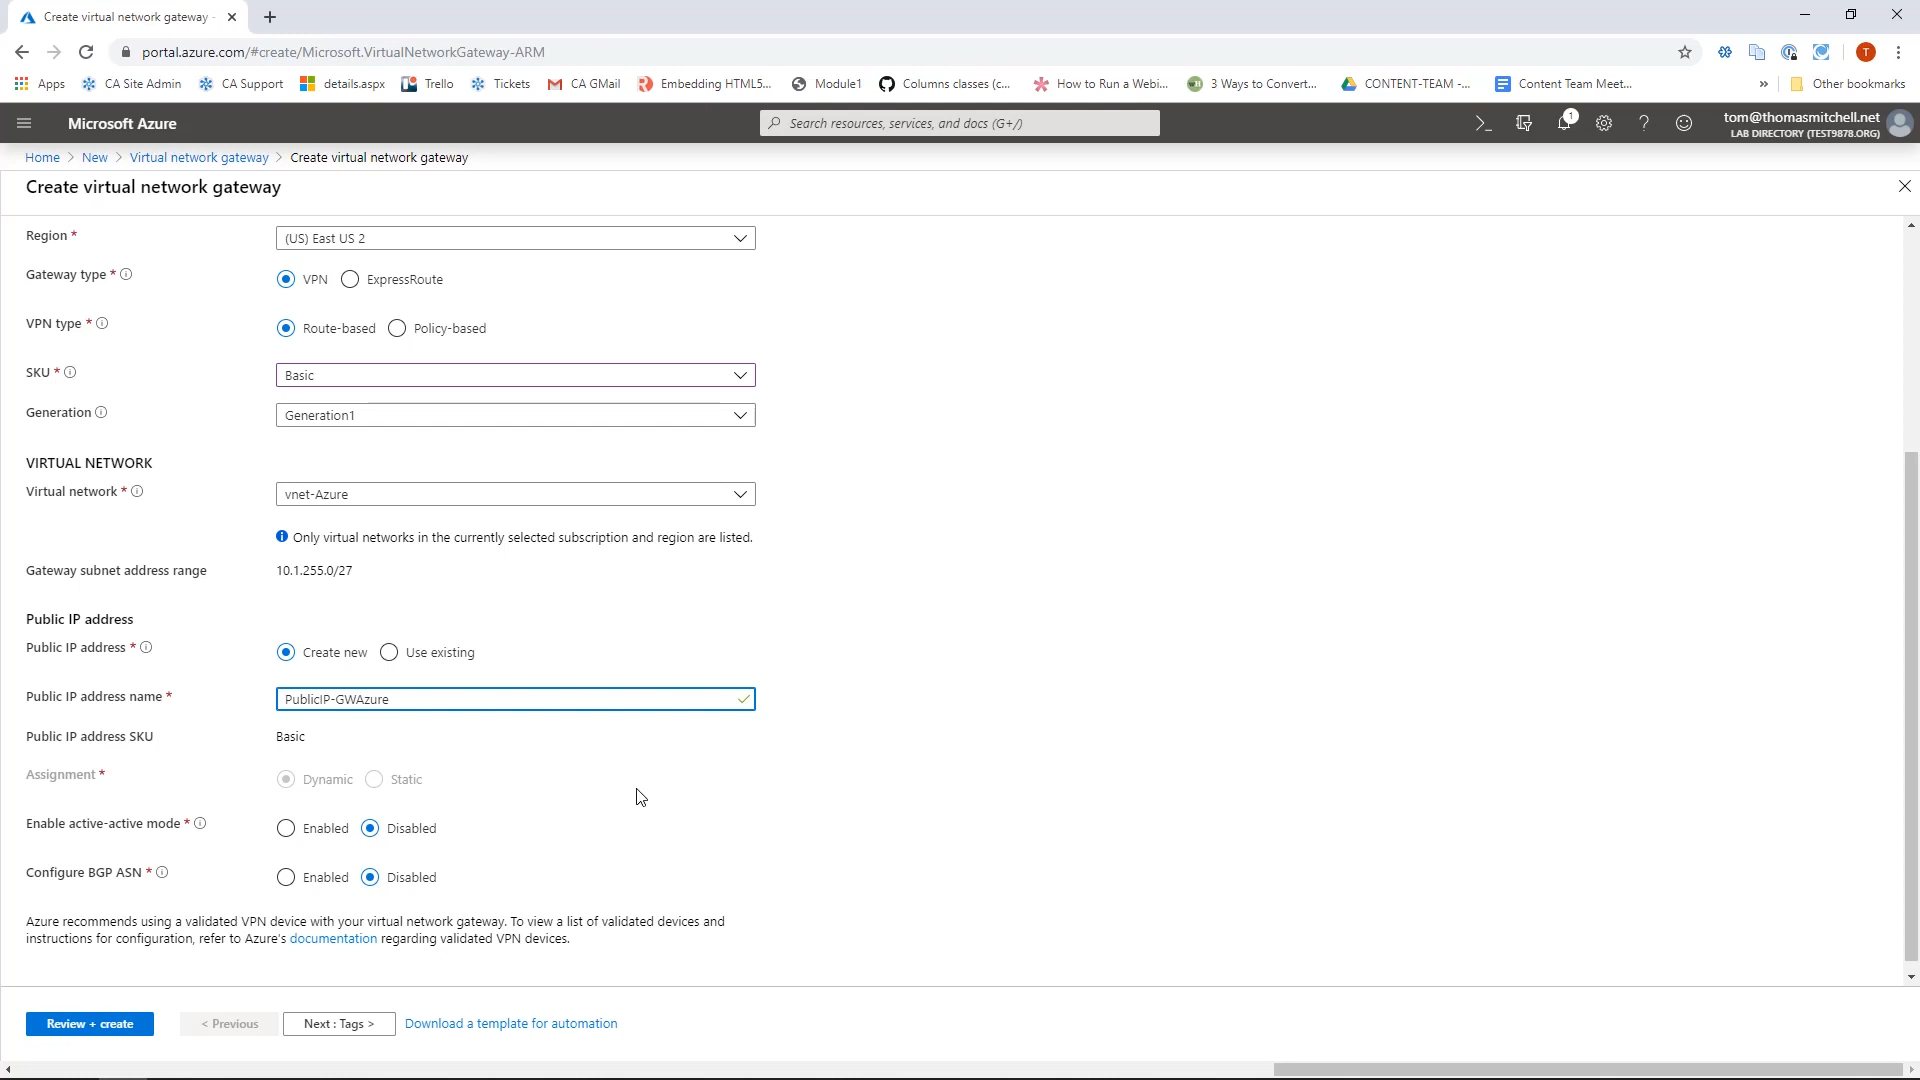 Create virtual network gateway -
portal.azure.com/#create/Microsoft.VirtualNetworkGateway-ARM
T
Apps CA Site Admin CA Support details.aspx Trello Tickets CA GMail Embedding HTML5... Module1 Columns classes (c... How to Run a Webi... 3 Ways to Convert... CONTENT-TEAM -... Content Team Meet... » Other bookmarks
Microsoft Azure
Search resources, services, and docs (G+/)
1
tom@thomasmitchell.net
LAB DIRECTORY (TEST9878.ORG)
Home > New > Virtual network gateway > Create virtual network gateway
Create virtual network gateway
Region * (US) East US 2
Gateway type * VPN ExpressRoute
VPN type * Route-based Policy-based
SKU * Basic
Generation Generation1
VIRTUAL NETWORK
Virtual network * vnet-Azure
Only virtual networks in the currently selected subscription and region are listed.
Gateway subnet address range 10.1.255.0/27
Public IP address
Public IP address * Create new Use existing
Public IP address name * PublicIP-GWAzure
Public IP address SKU Basic
Assignment * Dynamic Static
Enable active-active mode * Enabled Disabled
Configure BGP ASN * Enabled Disabled
Azure recommends using a validated VPN device with your virtual network gateway. To view a list of validated devices and
instructions for configuration, refer to Azure's documentation regarding validated VPN devices.
Review + create < Previous Next : Tags > Download a template for automation